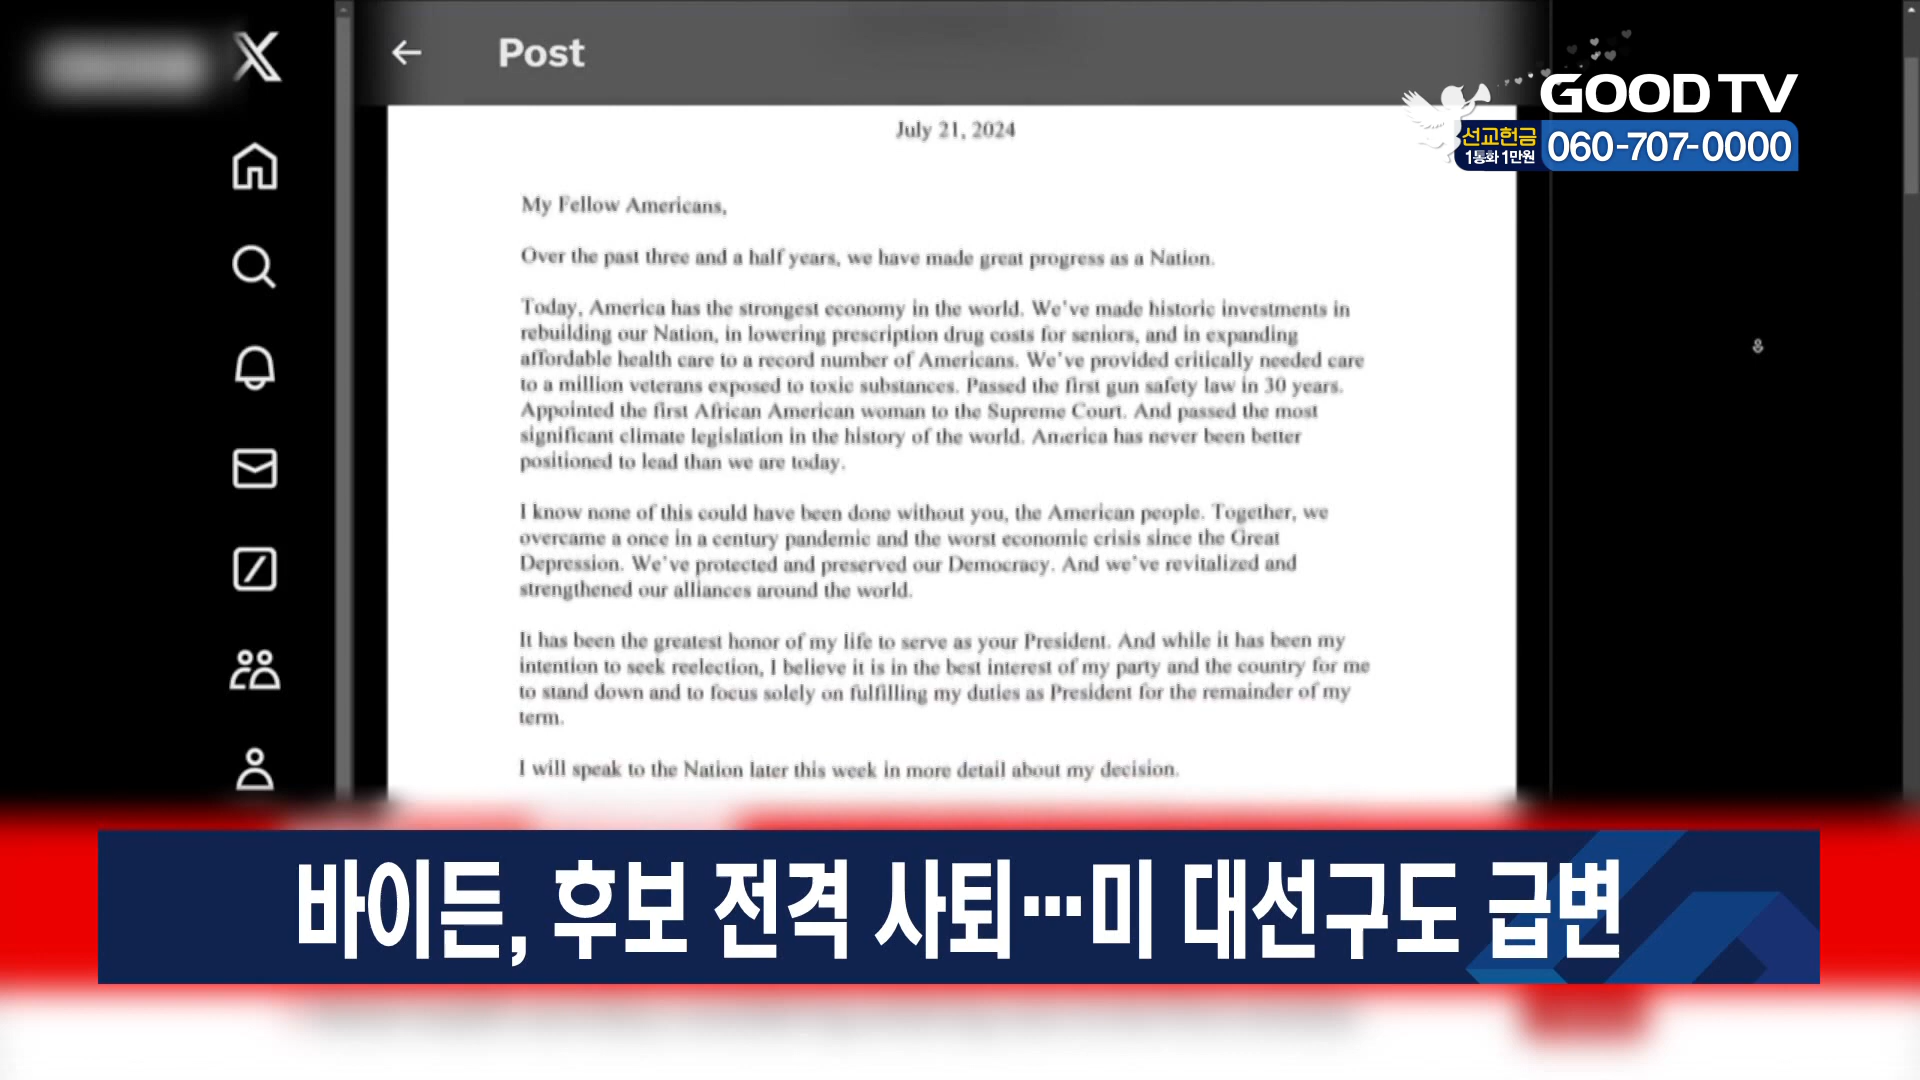 Post
GOODTV
선교헌금
1통화 1만원
060-707-0000
July 21, 2024
My Fellow Americans,
Over the past three and a half years, we have made great progress as a Nation.
Today, America has the strongest economy in the world. We've made historic investments in
rebuilding our Nation, in lowering prescription drug costs for seniors, and in expanding
affordable health care to a record number of Americans. We've provided critically needed care
to a million veterans exposed to toxic substances. Passed the first gun safety law in 30 years.
Appointed the first African American woman to the Supreme Court. And passed the most
significant climate legislation in the history of the world. America has never been better
positioned to lead than we are today.
I know none of this could have been done without you, the American people. Together, we
overcame a once in a century pandemic and the worst economic crisis since the Great
Depression. We've protected and preserved our Democracy. And we've revitalized and
strengthened our alliances around the world.
It has been the greatest honor of my life to serve as your President. And while it has been my
intention to seek reelection, I believe it is in the best interest of my party and the country for me
to stand down and to focus solely on fulfilling my duties as President for the remainder of my
term.
I will speak to the Nation later this week in more detail about my decision.
바이든, 후보 전격 사퇴…미 대선구도 급변